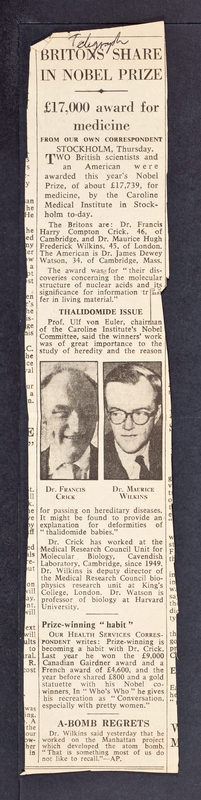 Telegraph
BRITONS SHARE
IN NOBEL PRIZE
£17,000 award for
medicine
FROM OUR OWN CORRESPONDENT
STOCKHOLM, Thursday.
TWO British scientists and
an American were
awarded this year's Nobel
Prize, of about £17,739, for
medicine, by the Caroline
Medical Institute in Stock-
holm to-day.
The Britons are: Dr. Francis
Harry Compton Crick, 46, of
Cambridge, and Dr. Maurice Hugh
Frederick Wilkins, 45, of London.
The American is Dr. James Dewey
Watson, 34, of Cambridge, Mass.
The award was for "their dis-
coveries concerning the molecular
structure of nuclear acids and its
significance for information trans-
fer in living material."
THALIDOMIDE ISSUE
Prof. Ulf von Euler, chairman
of the Caroline Institute's Nobel
Committee, said the winners' work
was of great importance to the
study of heredity and the reason
Dr. FRANCIS
CRICK
Dr. MAURICE
WILKINS
for passing on hereditary diseases.
It might be found to provide an
explanation for deformities of
"thalidomide babies."
Dr. Crick has worked at the
Medical Research Council Unit for
Molecular Biology, Cavendish
Laboratory, Cambridge, since 1949.
Dr. Wilkins is deputy director of
the Medical Research Council bio-
physics research unit at King's
College, London. Dr. Watson is
professor of biology at Harvard
University.
Prize-winning "habit"
OUR HEALTH SERVICES CORRES-
PONDENT writes: Prize-winning is
becoming a habit with Dr. Crick.
Last year he won the £9,000
Canadian Gairdner award and a
French award of £4,600, and the
year before shared £800 and a gold
statuette with his Nobel co-
winners. In "Who's Who" he gives
his recreation as "Conversation,
especially with pretty women."
A-BOMB REGRETS
Dr. Wilkins said yesterday that he
worked on the Manhattan project
which developed the atom bomb.
"That is something most of us do
not like to recall."—AP.